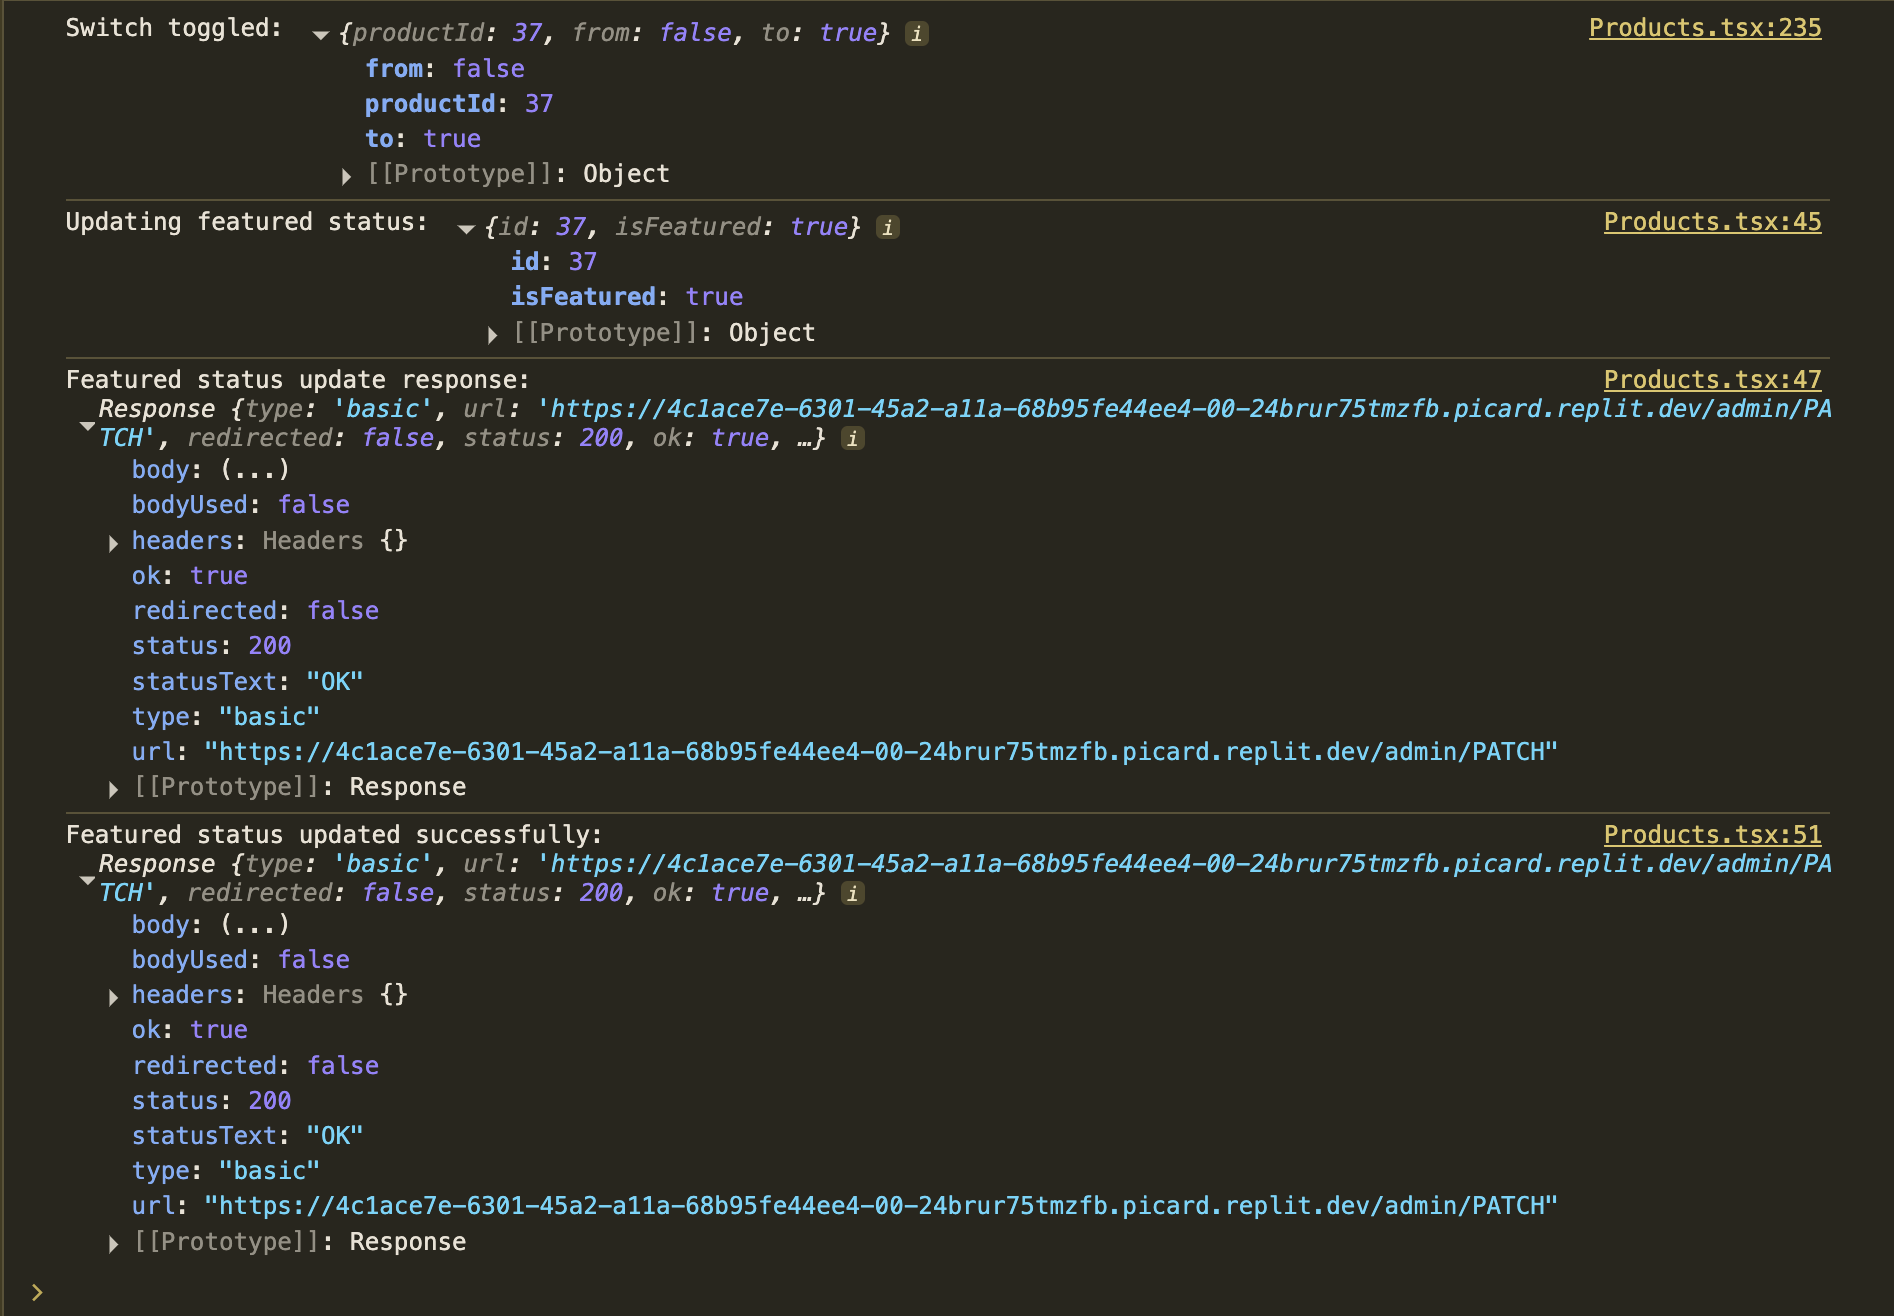 Switch toggled: {productId: 37, from: false, to: true} i Products.tsx:235
from: false
productId: 37
to: true
[[Prototype]]: Object
Updating featured status: {id: 37, isFeatured: true} i Products.tsx:45
id: 37
isFeatured: true
[[Prototype]]: Object
Featured status update response: Products.tsx:47
Response {type: 'basic', url: 'https://4c1ace7e-6301-45a2-a11a-68b95fe44ee4-00-24brur75tmzfb.picard.replit.dev/admin/PA
TCH', redirected: false, status: 200, ok: true, …} i
body: (...)
bodyUsed: false
headers: Headers {}
ok: true
redirected: false
status: 200
statusText: "OK"
type: "basic"
url: "https://4c1ace7e-6301-45a2-a11a-68b95fe44ee4-00-24brur75tmzfb.picard.replit.dev/admin/PATCH"
[[Prototype]]: Response
Featured status updated successfully: Products.tsx:51
Response {type: 'basic', url: 'https://4c1ace7e-6301-45a2-a11a-68b95fe44ee4-00-24brur75tmzfb.picard.replit.dev/admin/PA
TCH', redirected: false, status: 200, ok: true, …} i
body: (...)
bodyUsed: false
headers: Headers {}
ok: true
redirected: false
status: 200
statusText: "OK"
type: "basic"
url: "https://4c1ace7e-6301-45a2-a11a-68b95fe44ee4-00-24brur75tmzfb.picard.replit.dev/admin/PATCH"
[[Prototype]]: Response